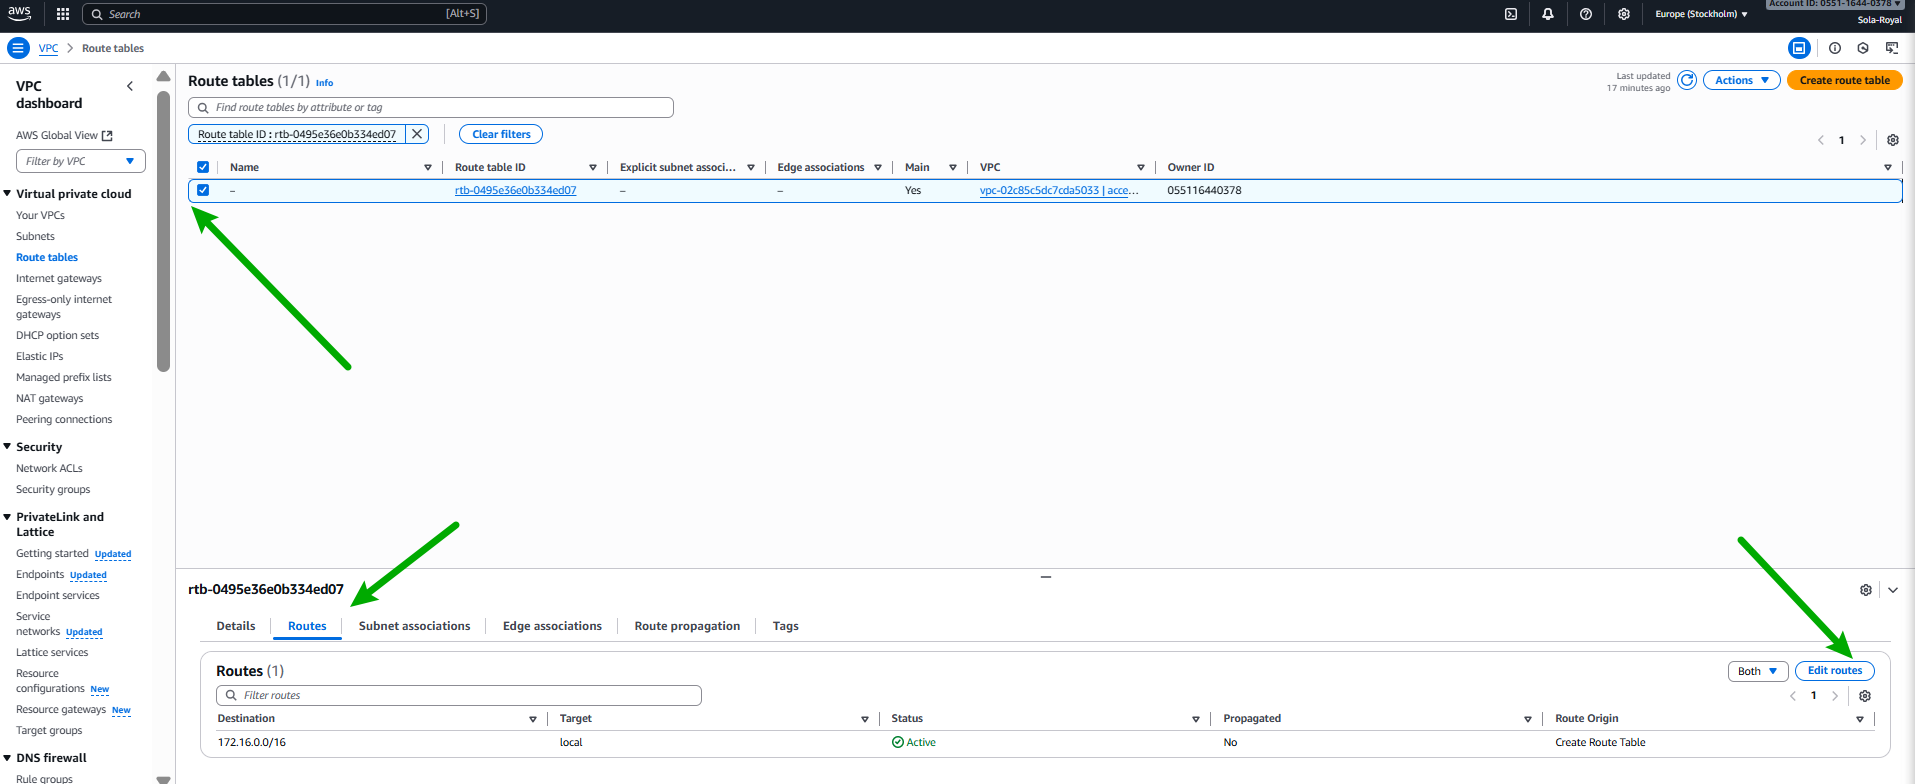 aws
Search [Alt+S]
Europe (Stockholm) ▼
Account ID: 0551-1644-0378 ▼
Sola-Royal
VPC > Route tables
VPC dashboard
AWS Global View
Filter by VPC
Virtual private cloud
Your VPCs
Subnets
Route tables
Internet gateways
Egress-only internet
gateways
DHCP option sets
Elastic IPs
Managed prefix lists
NAT gateways
Peering connections
Security
Network ACLs
Security groups
PrivateLink and
Lattice
Getting started Updated
Endpoints Updated
Endpoint services
Service
networks Updated
Lattice services
Resource
configurations New
Resource gateways New
Target groups
DNS firewall
Rule groups
Route tables (1/1) Info
Last updated
17 minutes ago
Actions
Create route table
Find route tables by attribute or tag
Route table ID : rtb-0495e36e0b334ed07
Clear filters
1
Name Route table ID Explicit subnet associ... Edge associations Main VPC Owner ID
– rtb-0495e36e0b334ed07 – – Yes vpc-02c85c5dc7cda5033 | acce... 055116440378
rtb-0495e36e0b334ed07
Details Routes Subnet associations Edge associations Route propagation Tags
Routes (1)
Both Edit routes
Filter routes
1
Destination Target Status Propagated Route Origin
172.16.0.0/16 local Active No Create Route Table